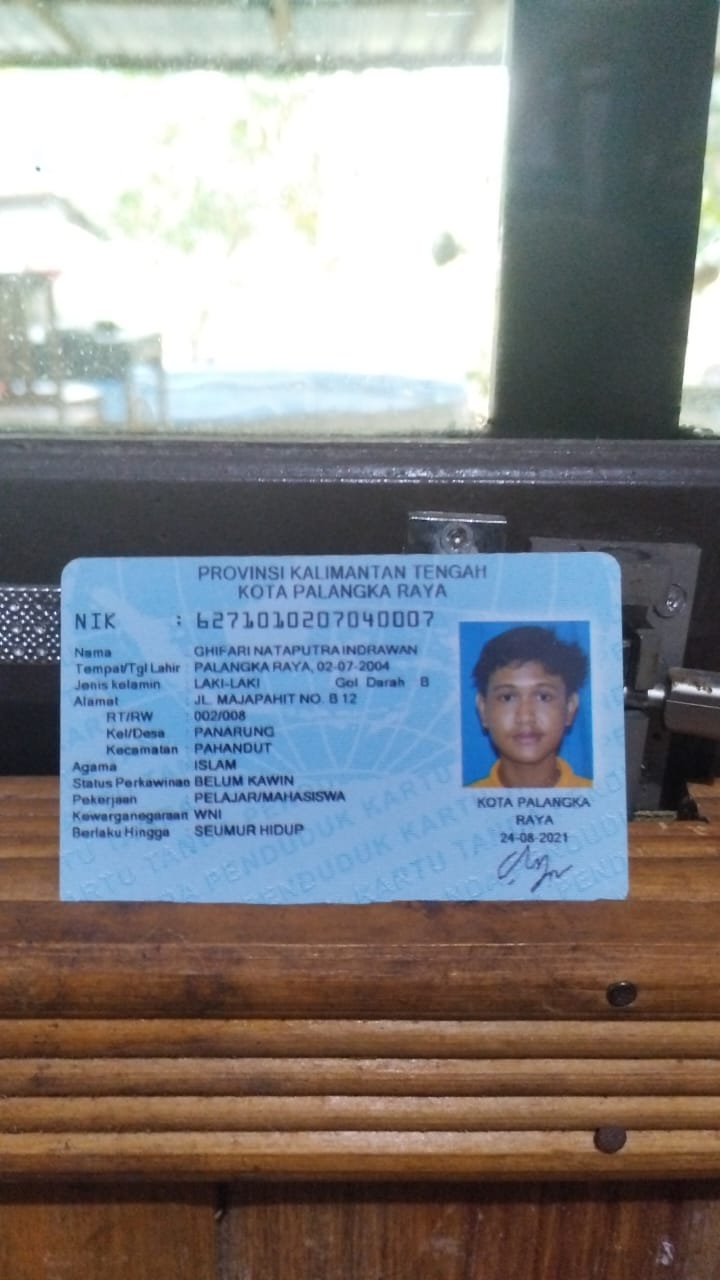 PROVINSI KALIMANTAN TENGAH
KOTA PALANGKA RAYA
NIK : 6271010207040007
Nama : GHIFARI NATAPUTRA INDRAWAN
Tempat/Tgl Lahir : PALANGKA RAYA, 02-07-2004
Jenis kelamin : LAKI-LAKI Gol Darah B
Alamat : JL. MAJAPAHIT NO. B 12
RT/RW : 002/008
Kel/Desa : PANARUNG
Kecamatan : PAHANDUT
Agama : ISLAM
Status Perkawinan BELUM KAWIN
Pekerjaan : PELAJAR/MAHASISWA
Kewarganegaraan WNI
Berlaku Hingga : SEUMUR HIDUP
KOTA PALANGKA
RAYA
24-08-2021